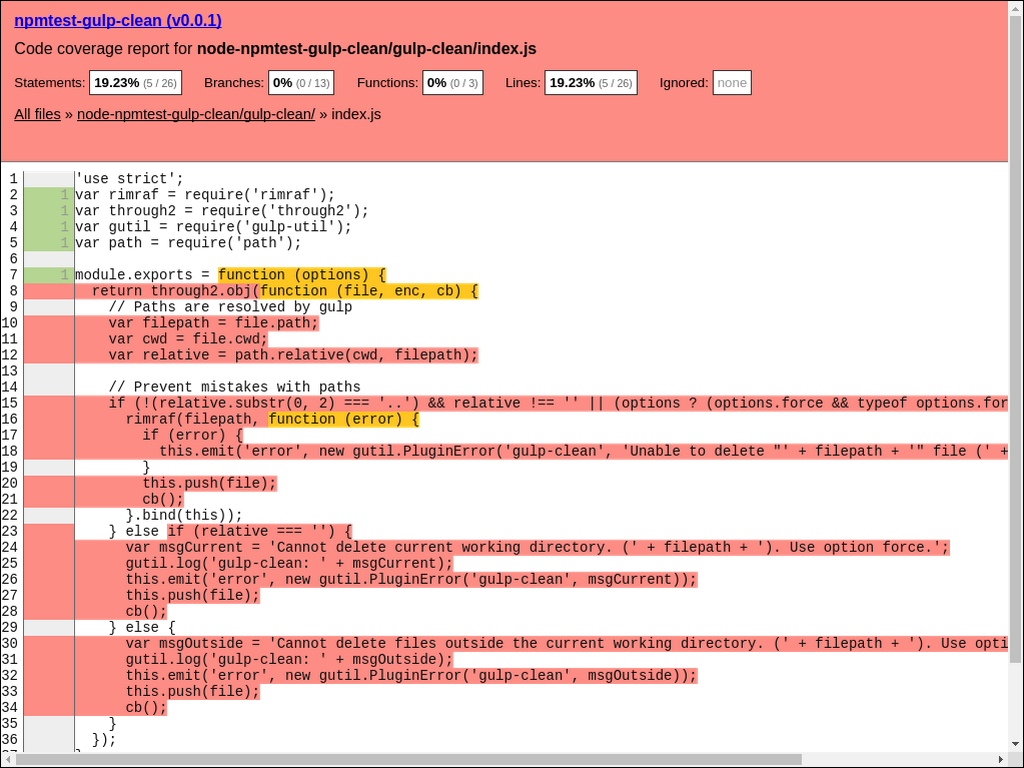 npmtest-gulp-clean (v0.0.1)
Code coverage report for node-npmtest-gulp-clean/gulp-clean/index.js
Statements: 19.23% (5 / 26) Branches: 0% (0 / 13) Functions: 0% (0 / 3) Lines: 19.23% (5 / 26) Ignored: none
All files » node-npmtest-gulp-clean/gulp-clean/ » index.js
1 'use strict';
2 1 var rimraf = require('rimraf');
3 1 var through2 = require('through2');
4 1 var gutil = require('gulp-util');
5 1 var path = require('path');
6
7 1 module.exports = function (options) {
8 return through2.obj(function (file, enc, cb) {
9 // Paths are resolved by gulp
10 var filepath = file.path;
11 var cwd = file.cwd;
12 var relative = path.relative(cwd, filepath);
13
14 // Prevent mistakes with paths
15 if (!(relative.substr(0, 2) === '..') && relative !== '' || (options ? (options.force && typeof options.for
16 rimraf(filepath, function (error) {
17 if (error) {
18 this.emit('error', new gutil.PluginError('gulp-clean', 'Unable to delete "' + filepath + '" file (' +
19 }
20 this.push(file);
21 cb();
22 }.bind(this));
23 } else if (relative === '') {
24 var msgCurrent = 'Cannot delete current working directory. (' + filepath + '). Use option force.';
25 gutil.log('gulp-clean: ' + msgCurrent);
26 this.emit('error', new gutil.PluginError('gulp-clean', msgCurrent));
27 this.push(file);
28 cb();
29 } else {
30 var msgOutside = 'Cannot delete files outside the current working directory. (' + filepath + '). Use opti
31 gutil.log('gulp-clean: ' + msgOutside);
32 this.emit('error', new gutil.PluginError('gulp-clean', msgOutside));
33 this.push(file);
34 cb();
35 }
36 });